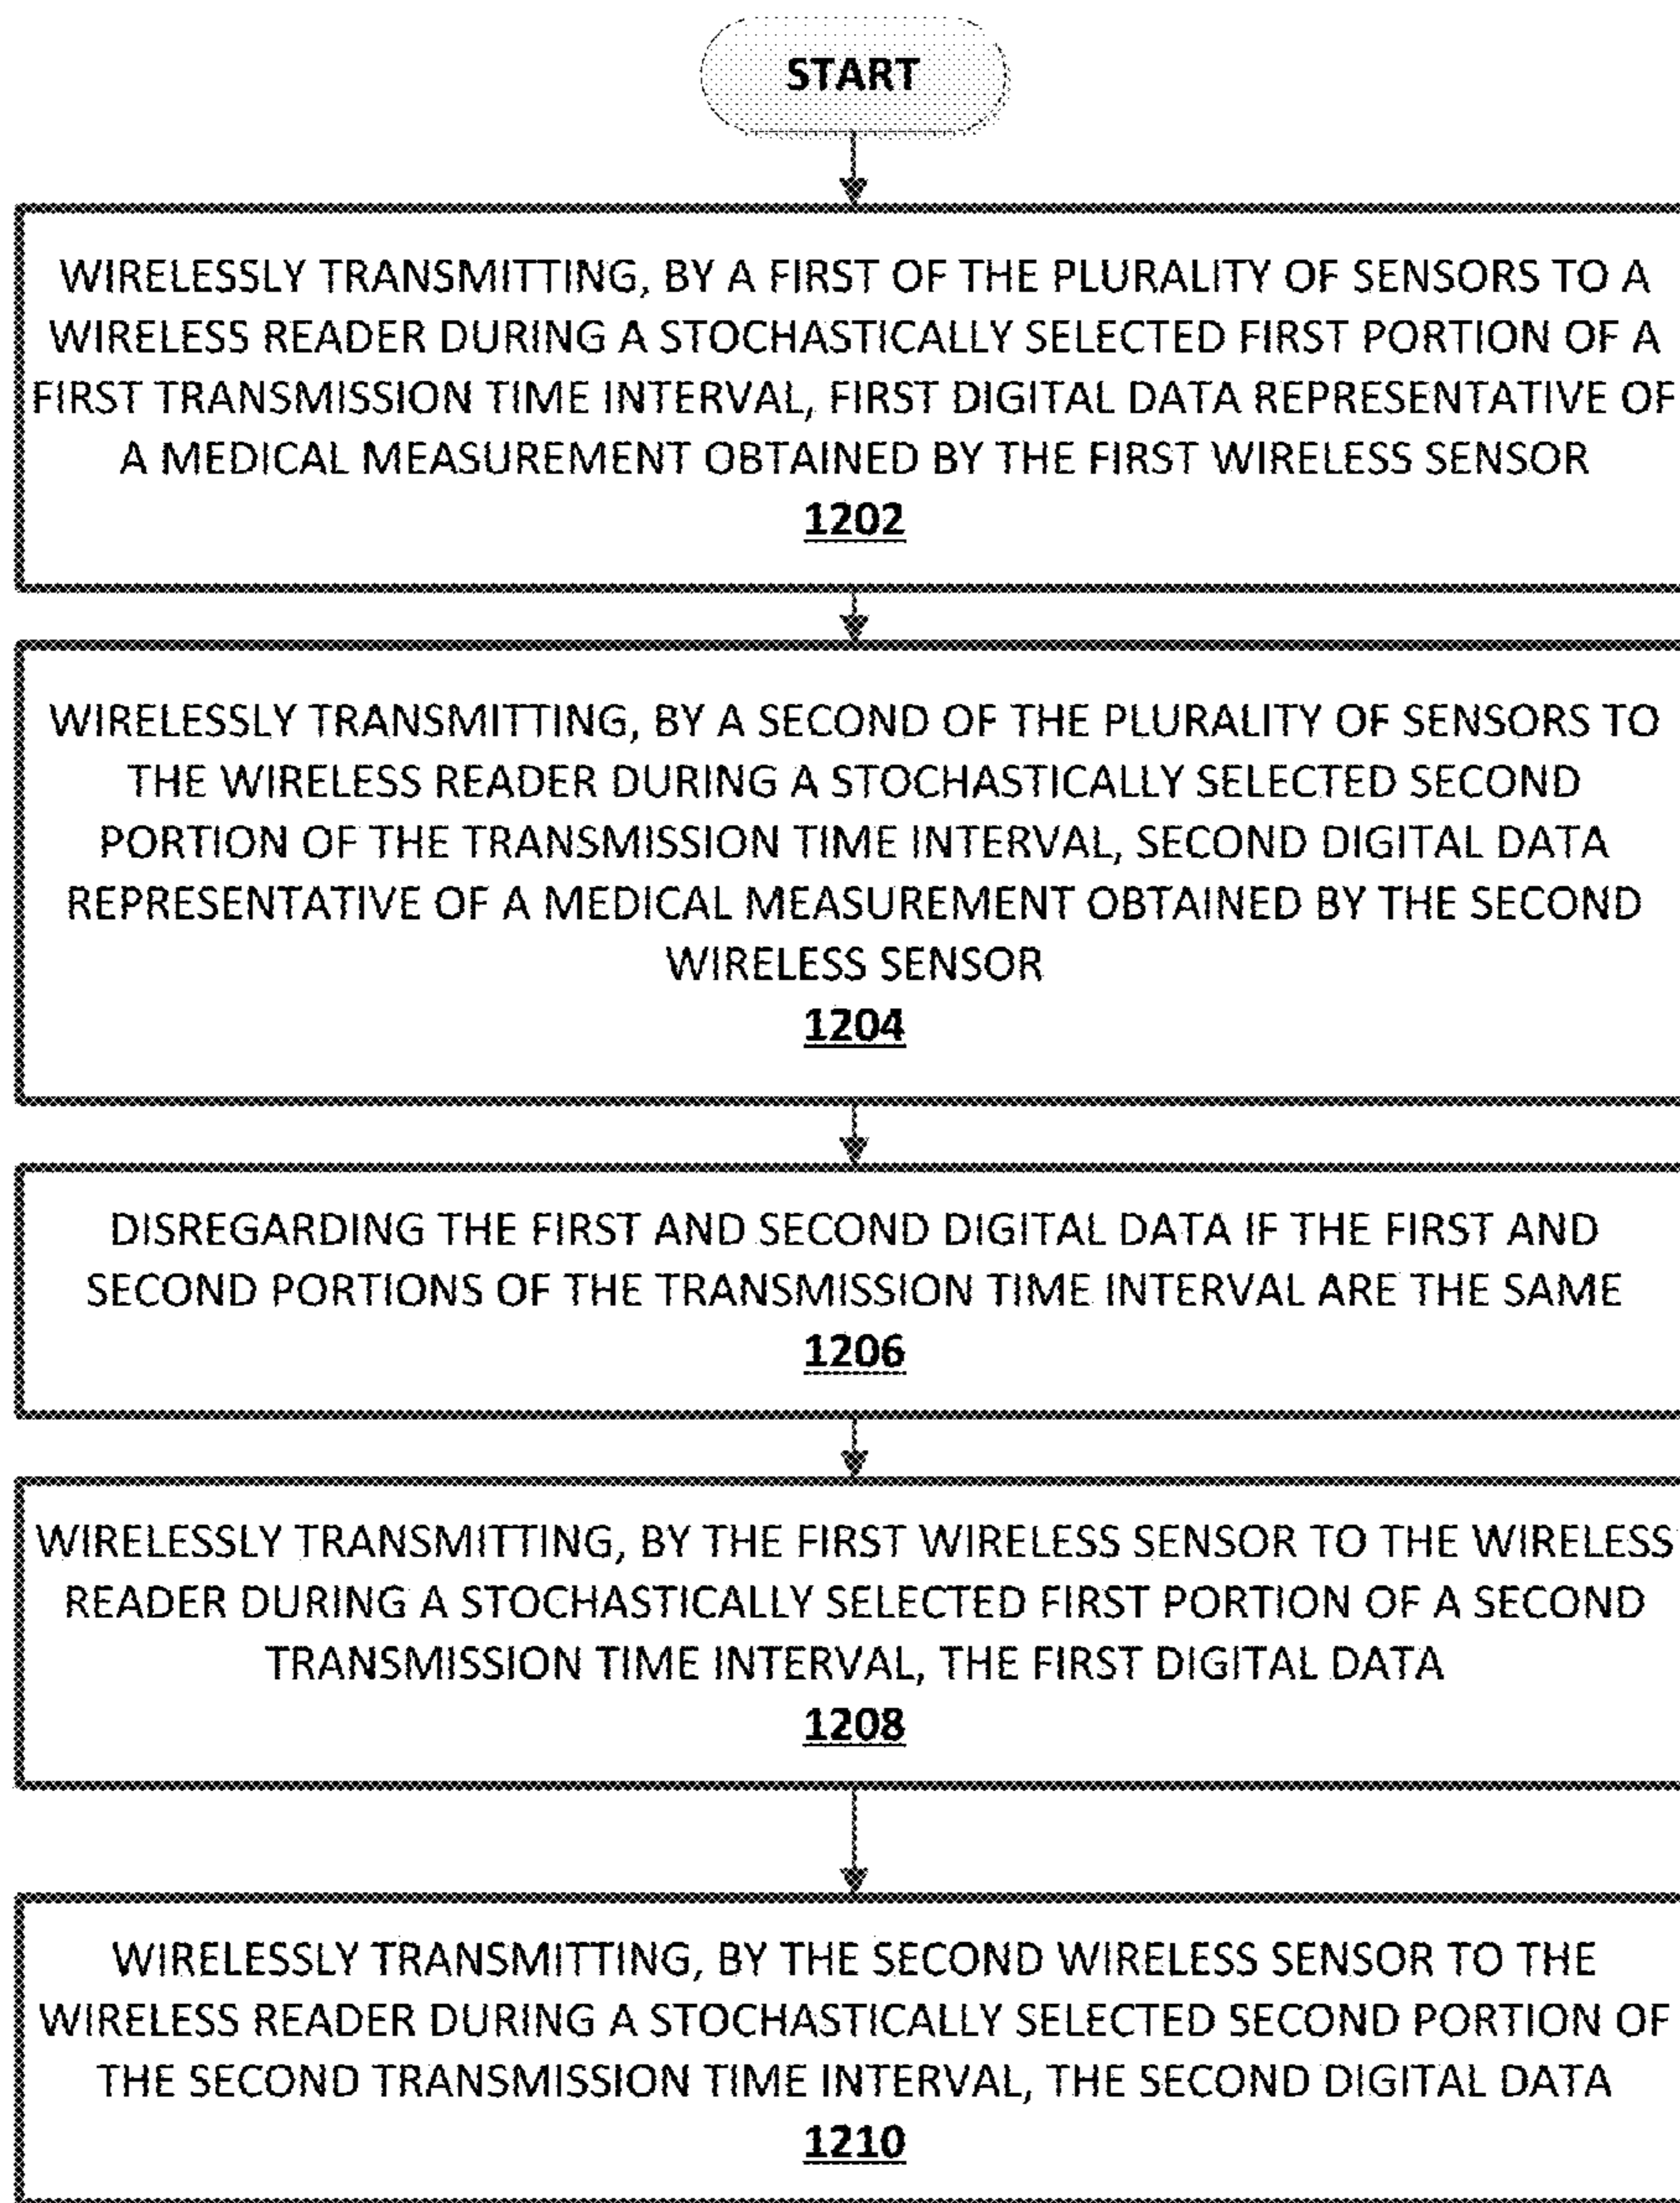 START
WIRELESSLY TRANSMITTING, BY A FIRST OF THE PLURALITY OF SENSORS TO A
WIRELESS READER DURING A STOCHASTICALLY SELECTED FIRST PORTION OF A
FIRST TRANSMISSION TIME INTERVAL, FIRST DIGITAL DATA REPRESENTATIVE OF
A MEDICAL MEASUREMENT OBTAINED BY THE FIRST WIRELESS SENSOR
1202
WIRELESSLY TRANSMITTING, BY A SECOND OF THE PLURALITY OF SENSORS TO
THE WIRELESS READER DURING A STOCHASTICALLY SELECTED SECOND
PORTION OF THE TRANSMISSION TIME INTERVAL, SECOND DIGITAL DATA
REPRESENTATIVE OF A MEDICAL MEASUREMENT OBTAINED BY THE SECOND
WIRELESS SENSOR
1204
DISREGARDING THE FIRST AND SECOND DIGITAL DATA IF THE FIRST AND
SECOND PORTIONS OF THE TRANSMISSION TIME INTERVAL ARE THE SAME
1206
WIRELESSLY TRANSMITTING, BY THE FIRST WIRELESS SENSOR TO THE WIRELESS
READER DURING A STOCHASTICALLY SELECTED FIRST PORTION OF A SECOND
TRANSMISSION TIME INTERVAL, THE FIRST DIGITAL DATA
1208
WIRELESSLY TRANSMITTING, BY THE SECOND WIRELESS SENSOR TO THE
WIRELESS READER DURING A STOCHASTICALLY SELECTED SECOND PORTION OF
THE SECOND TRANSMISSION TIME INTERVAL, THE SECOND DIGITAL DATA
1210